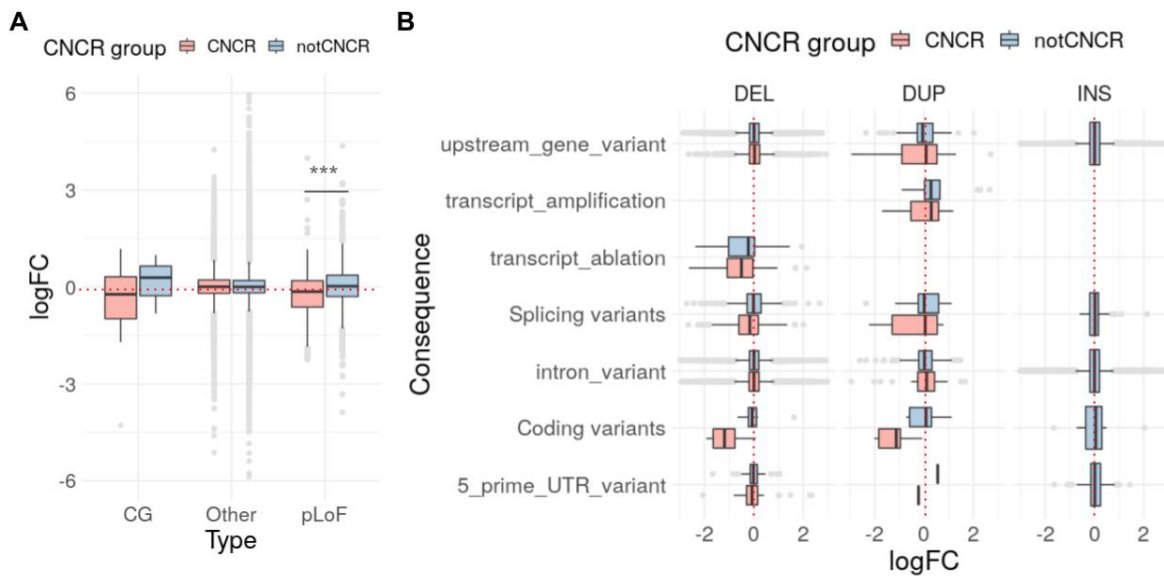 A
CNCR group CNCR notCNCR
logFC
6
3
0
-3
-6
***
CG Other pLoF
Type
B
CNCR group CNCR notCNCR
DEL DUP INS
Consequence
upstream_gene_variant
transcript_amplification
transcript_ablation
Splicing variants
intron_variant
Coding variants
5_prime_UTR_variant
-2 0 2 -2 0 2 -2 0 2
logFC